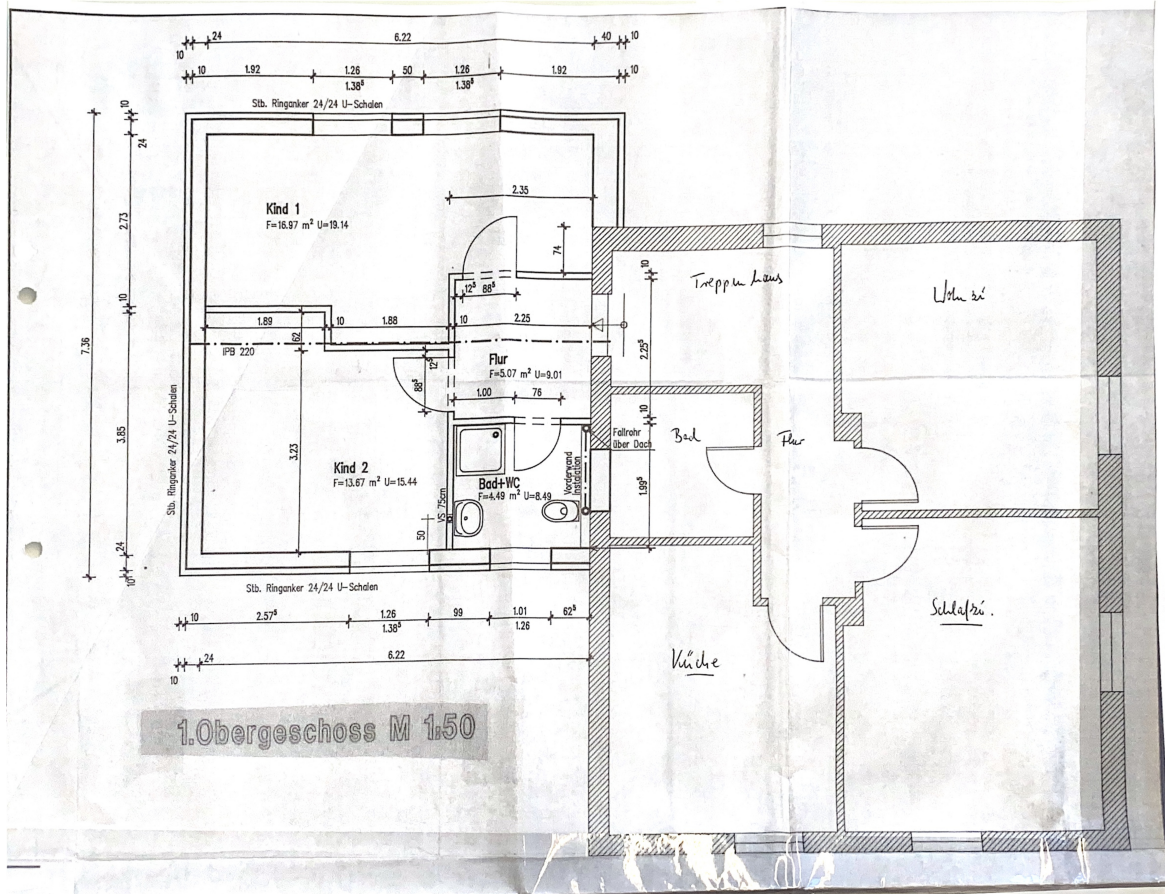 24
6.22
40
10
10
10
1.92
1.26
50
1.26
1.92
10
1.38⁵
1.38⁵
Stb. Ringanker 24/24 U-Schalen
10
24
2.35
Kind 1
F=16.97 m² U=19.14
2.73
74
Treppenhaus
Wohnzi
10
12⁵
88⁵
10
1.89
10
1.88
10
2.25
62
IPB 220
7.36
2.25⁵
12⁵
Flur
F=5.07 m² U=9.01
88⁵
1.00
76
10
Stb. Ringanker 24/24 U-Schalen
3.85
3.23
Fallrohr
über Dach
Bad
Flur
Kind 2
F=13.67 m² U=15.44
Bad+WC
F=4.49 m² U=8.49
Vorderwand
Instalation
1.99⁵
VS 75cm
50
24
10
Stb. Ringanker 24/24 U-Schalen
10
2.57⁵
1.26
99
1.01
62⁵
1.38⁵
1.26
24
6.22
10
Schlafzi.
Küche
1.Obergeschoss M 1:50